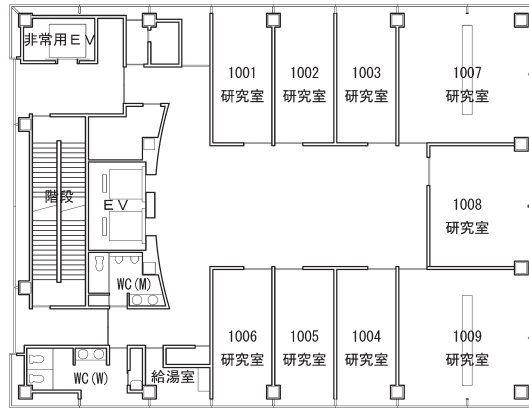 非常用EV
1001
研究室
1002
研究室
1003
研究室
1007
研究室
階段
EV
1008
研究室
WC(M)
1006
研究室
1005
研究室
1004
研究室
1009
研究室
WC(W)
給湯室